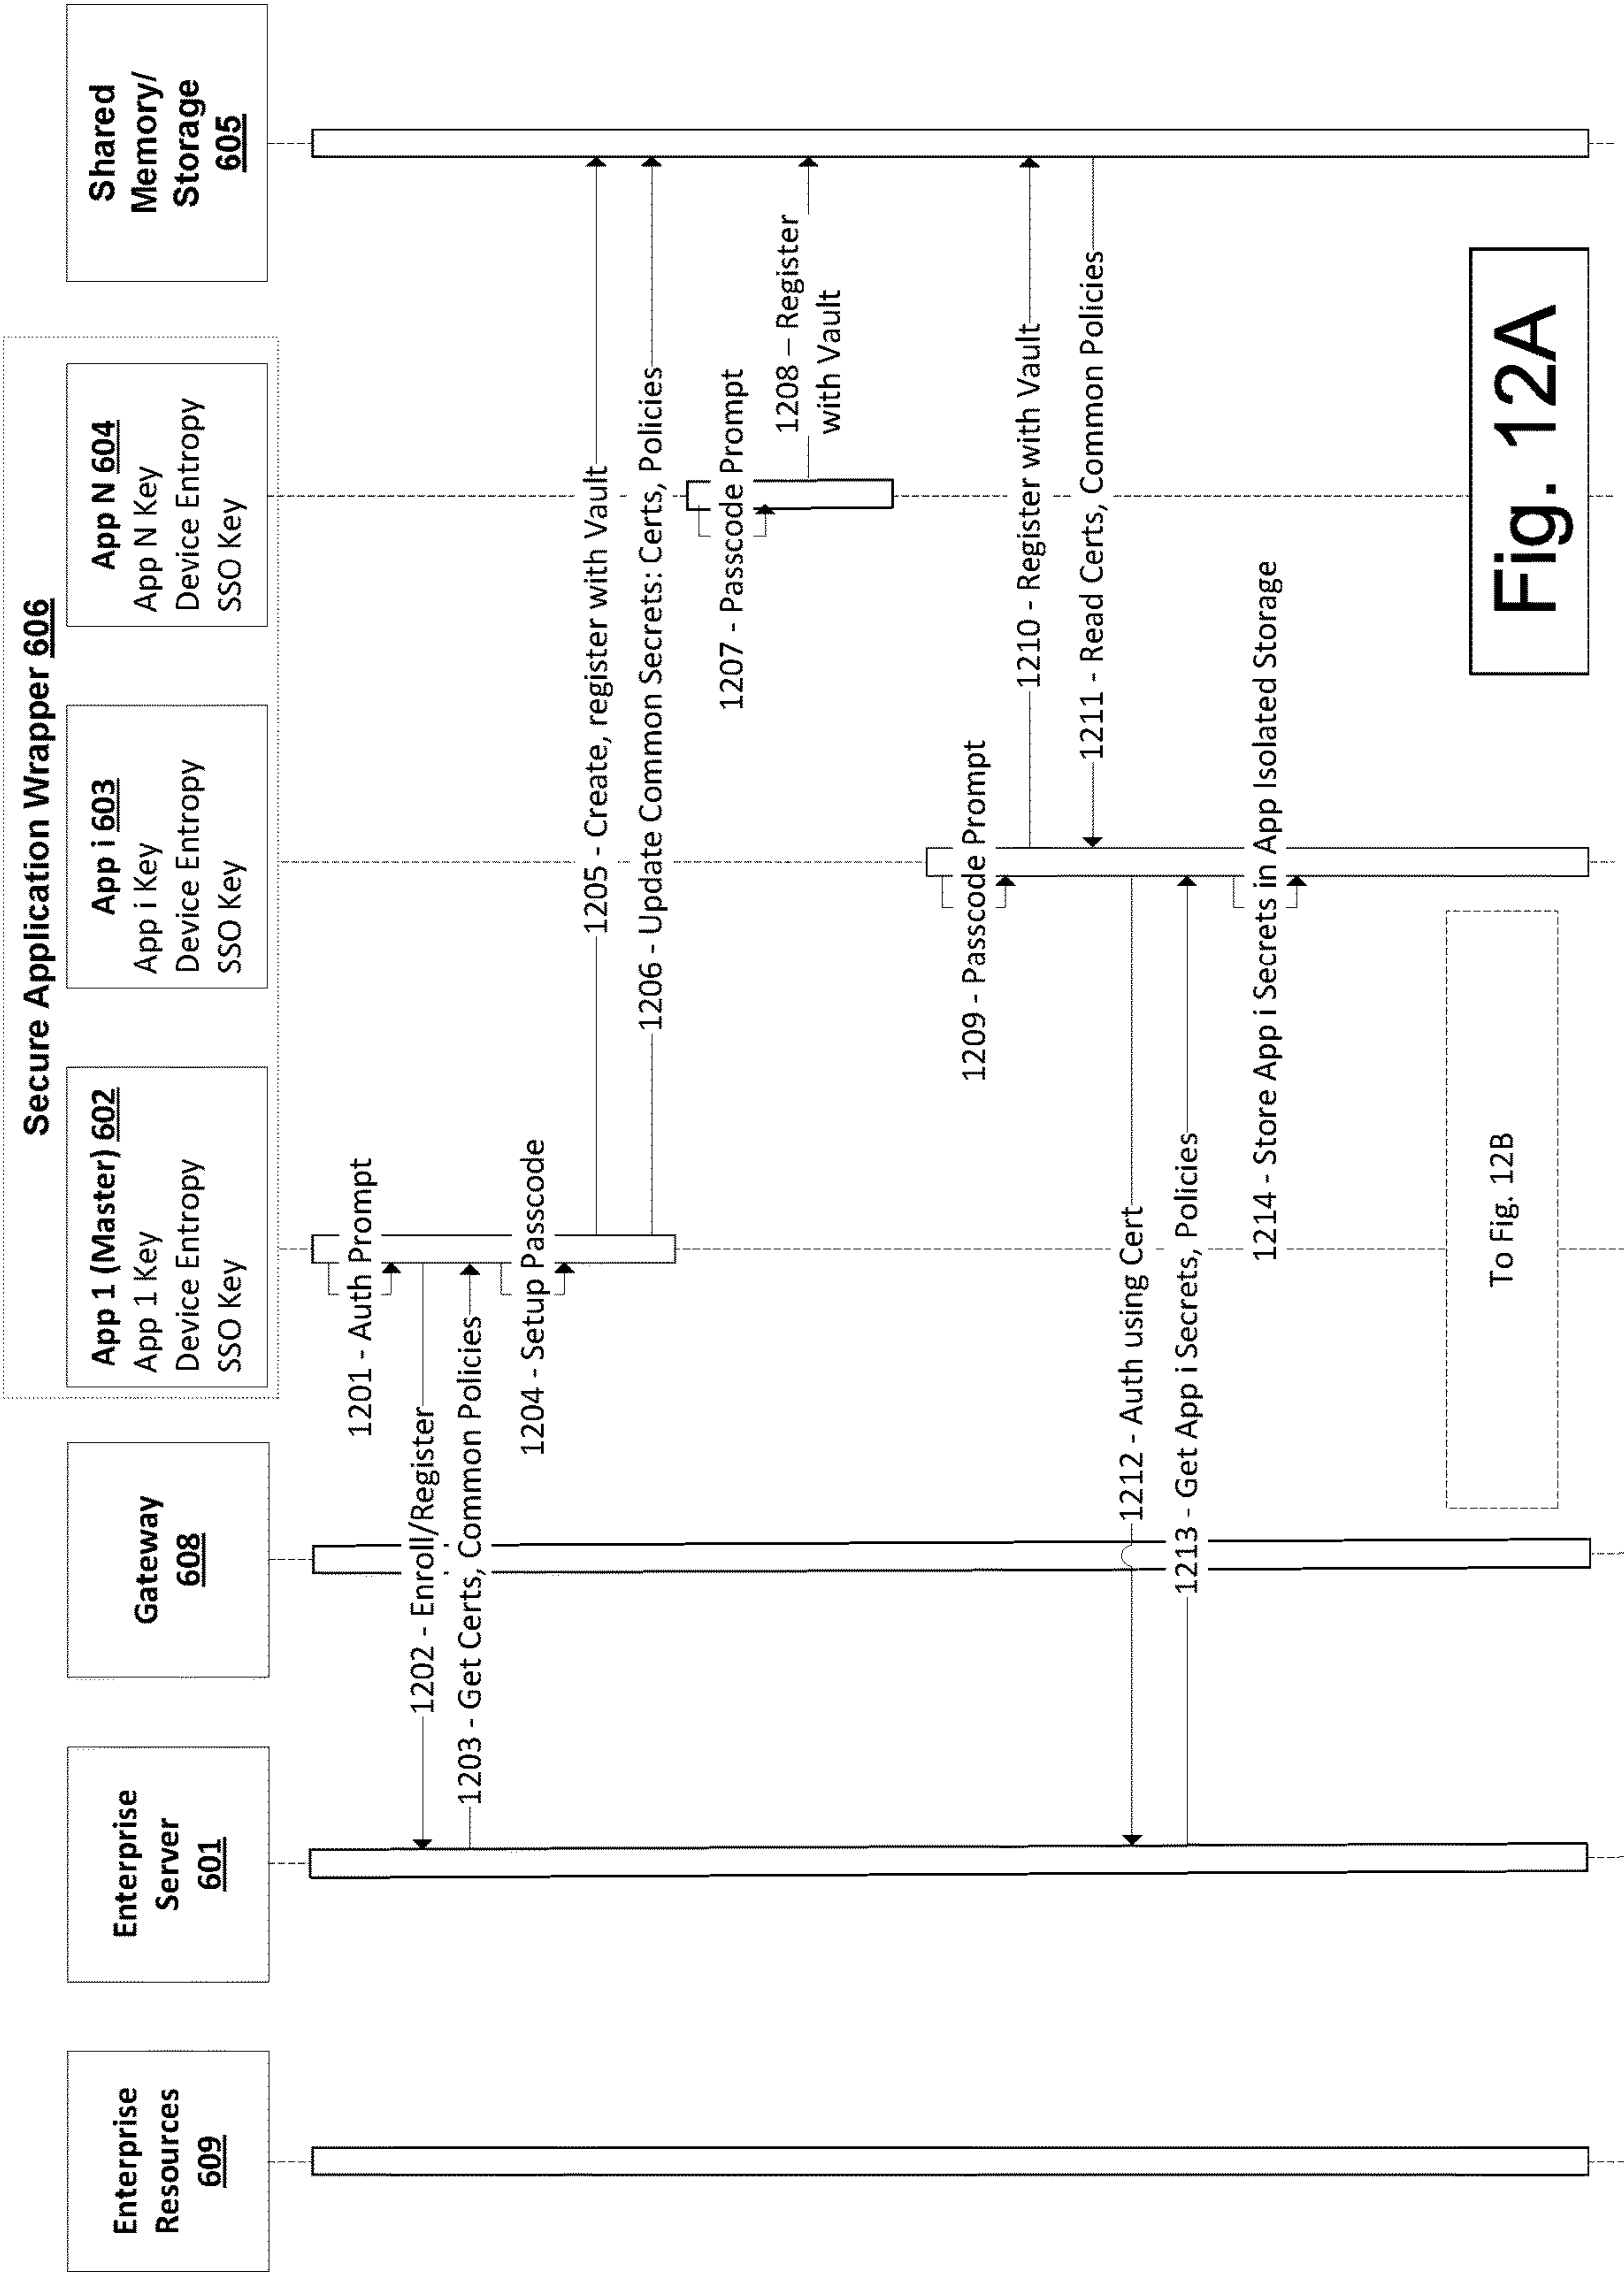 Enterprise
Resources
609
Enterprise
Server
601
Gateway
608
Secure Application Wrapper 606
App 1 (Master) 602
App 1 Key
Device Entropy
SSO Key
App i 603
App i Key
Device Entropy
SSO Key
App N 604
App N Key
Device Entropy
SSO Key
Shared
Memory/
Storage
605
1201 - Auth Prompt
1202 - Enroll/Register
1203 - Get Certs, Common Policies
1204 - Setup Passcode
1205 - Create, register with Vault
1206 - Update Common Secrets: Certs, Policies
1207 - Passcode Prompt
1208 – Register
with Vault
1209 - Passcode Prompt
1210 - Register with Vault
1211 - Read Certs, Common Policies
1212 - Auth using Cert
1213 - Get App i Secrets, Policies
1214 - Store App i Secrets in App Isolated Storage
To Fig. 12B
Fig. 12A